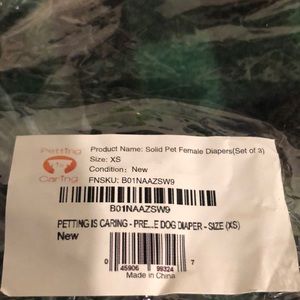 Petting
is
Caring
Product Name: Solid Pet Female Diapers(Set of 3)
Size: XS
Condition: New
FNSKU: B01NAAZSW9
B01NAAZSW9
PETTING IS CARING - PRE...E DOG DIAPER - SIZE (XS)
New
0 45906 99324 7
Made in China